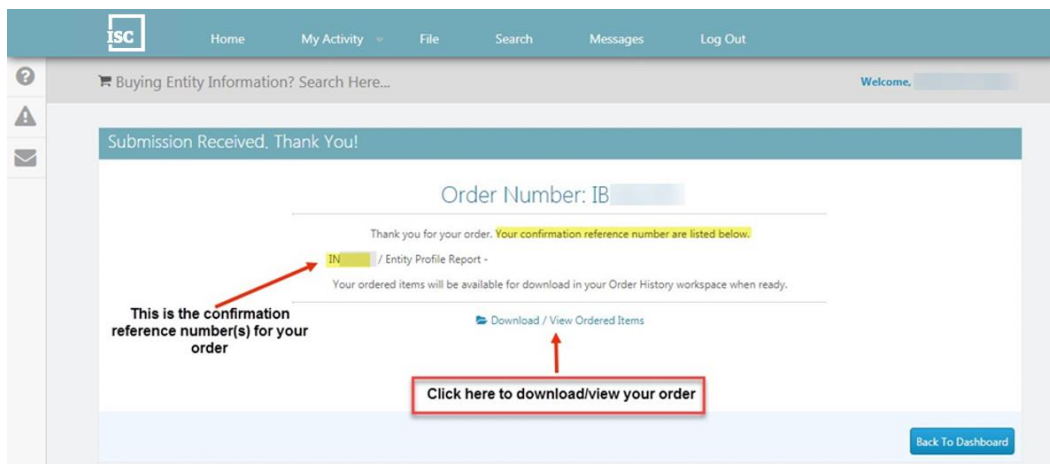 ISC Home My Activity File Search Messages Log Out
Buying Entity Information? Search Here... Welcome,
Submission Received, Thank You!
Order Number: IB
Thank you for your order. Your confirmation reference number are listed below.
IN / Entity Profile Report -
Your ordered items will be available for download in your Order History workspace when ready.
This is the confirmation
reference number(s) for your
order
Download / View Ordered Items
Click here to download/view your order
Back To Dashboard